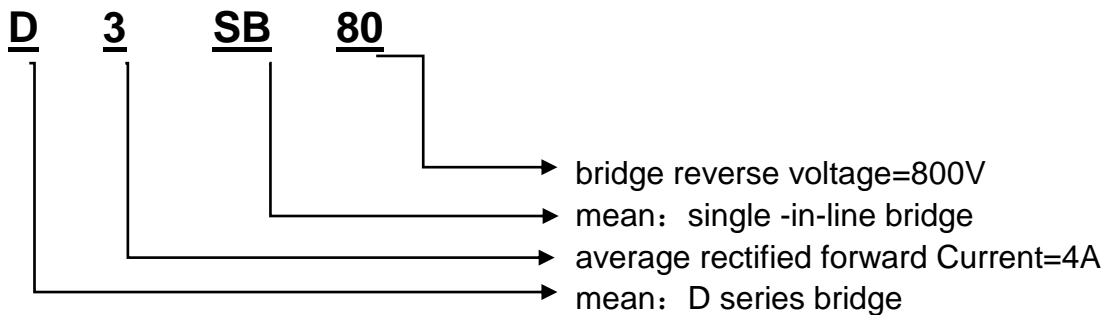 D 3 SB 80
bridge reverse voltage=800V
mean：single -in-line bridge
average rectified forward Current=4A
mean：D series bridge